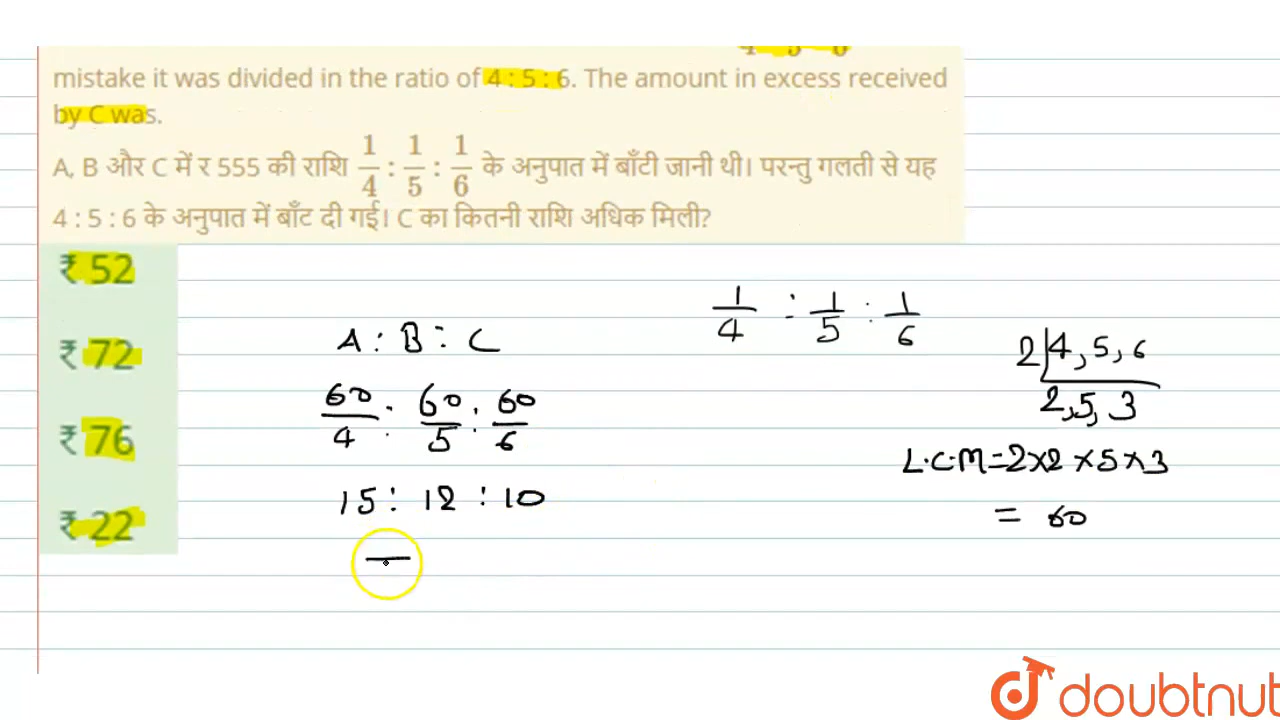 4 5 6
mistake it was divided in the ratio of 4 : 5 : 6. The amount in excess received
by C was.
A, B और C में र 555 की राशि 1/4 : 1/5 : 1/6 के अनुपात में बाँटी जानी थी। परन्तु गलती से यह
4 : 5 : 6 के अनुपात में बाँट दी गई। C का कितनी राशि अधिक मिली?
₹ 52
₹ 72
₹ 76
₹ 22
1/4 : 1/5 : 1/6
A : B : C
60/4 : 60/5 : 60/6
15 : 12 : 10
2 | 4, 5, 6
2, 5, 3
L.C.M = 2×2×5×3
= 60
doubtnut